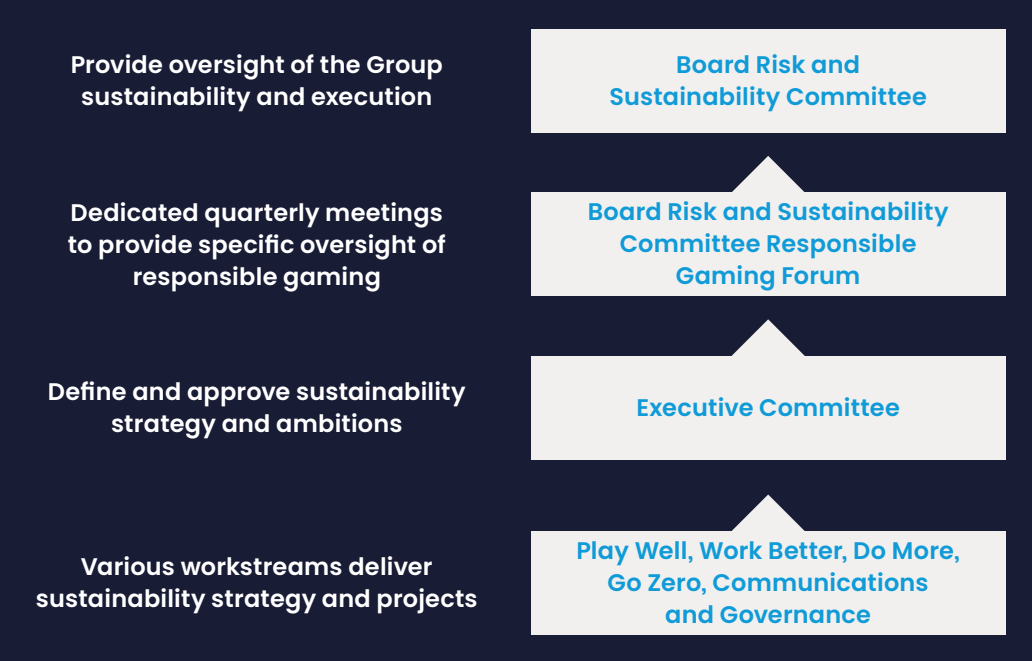 Provide oversight of the Group
sustainability and execution
Board Risk and
Sustainability Committee
Dedicated quarterly meetings
to provide specific oversight of
responsible gaming
Board Risk and Sustainability
Committee Responsible
Gaming Forum
Define and approve sustainability
strategy and ambitions
Executive Committee
Various workstreams deliver
sustainability strategy and projects
Play Well, Work Better, Do More,
Go Zero, Communications
and Governance